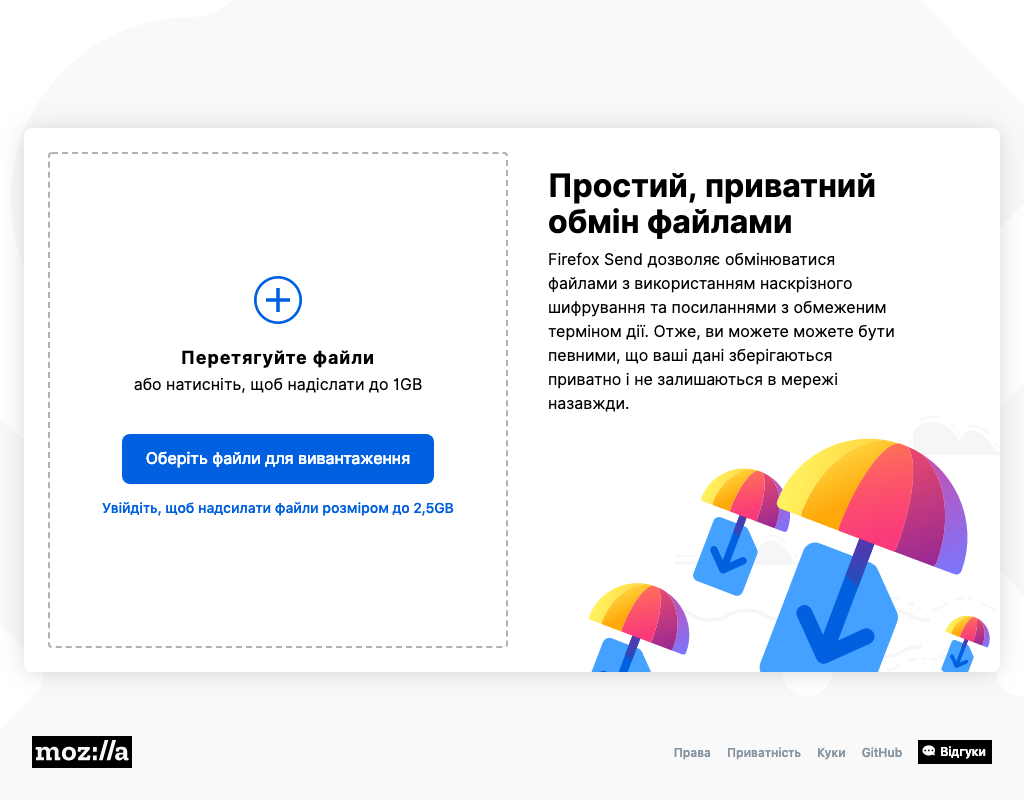 Перетягуйте файли
або натисніть, щоб надіслати до 1GB
Оберіть файли для вивантаження
Увійдіть, щоб надсилати файли розміром до 2,5GB
Простий, приватний
обмін файлами
Firefox Send дозволяє обмінюватися
файлами з використанням наскрізного
шифрування та посиланнями з обмеженим
терміном дії. Отже, ви можете можете бути
певними, що ваші дані зберігаються
приватно і не залишаються в мережі
назавжди.
moz://a
Права Приватність Куки GitHub Відгуки